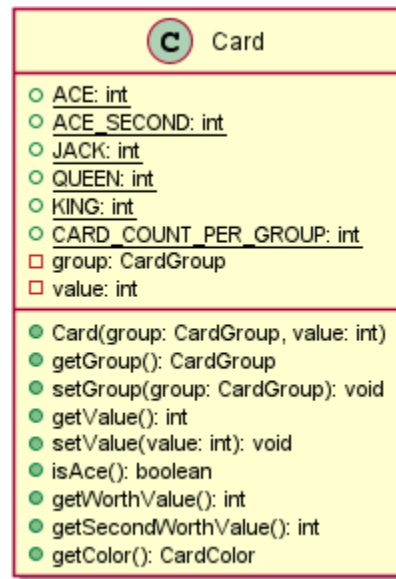 C Card
ACE: int
ACE_SECOND: int
JACK: int
QUEEN: int
KING: int
CARD_COUNT_PER_GROUP: int
group: CardGroup
value: int
Card(group: CardGroup, value: int)
getGroup(): CardGroup
setGroup(group: CardGroup): void
getValue(): int
setValue(value: int): void
isAce(): boolean
getWorthValue(): int
getSecondWorthValue(): int
getColor(): CardColor